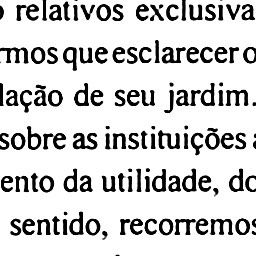 o relativos exclusiva
rmos que esclarecer o
lação de seu jardim.
sobre as instituições a
ento da utilidade, do
sentido, recorremos